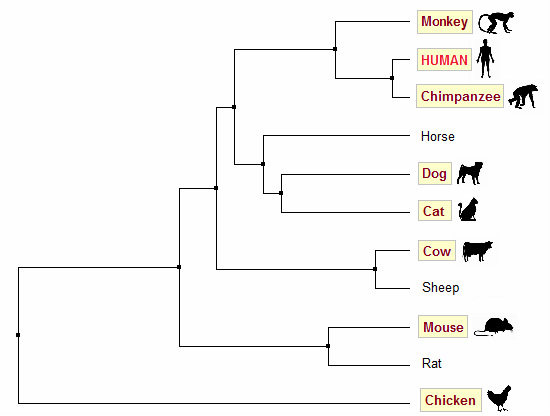 Monkey
HUMAN
Chimpanzee
Horse
Dog
Cat
Cow
Sheep
Mouse
Rat
Chicken